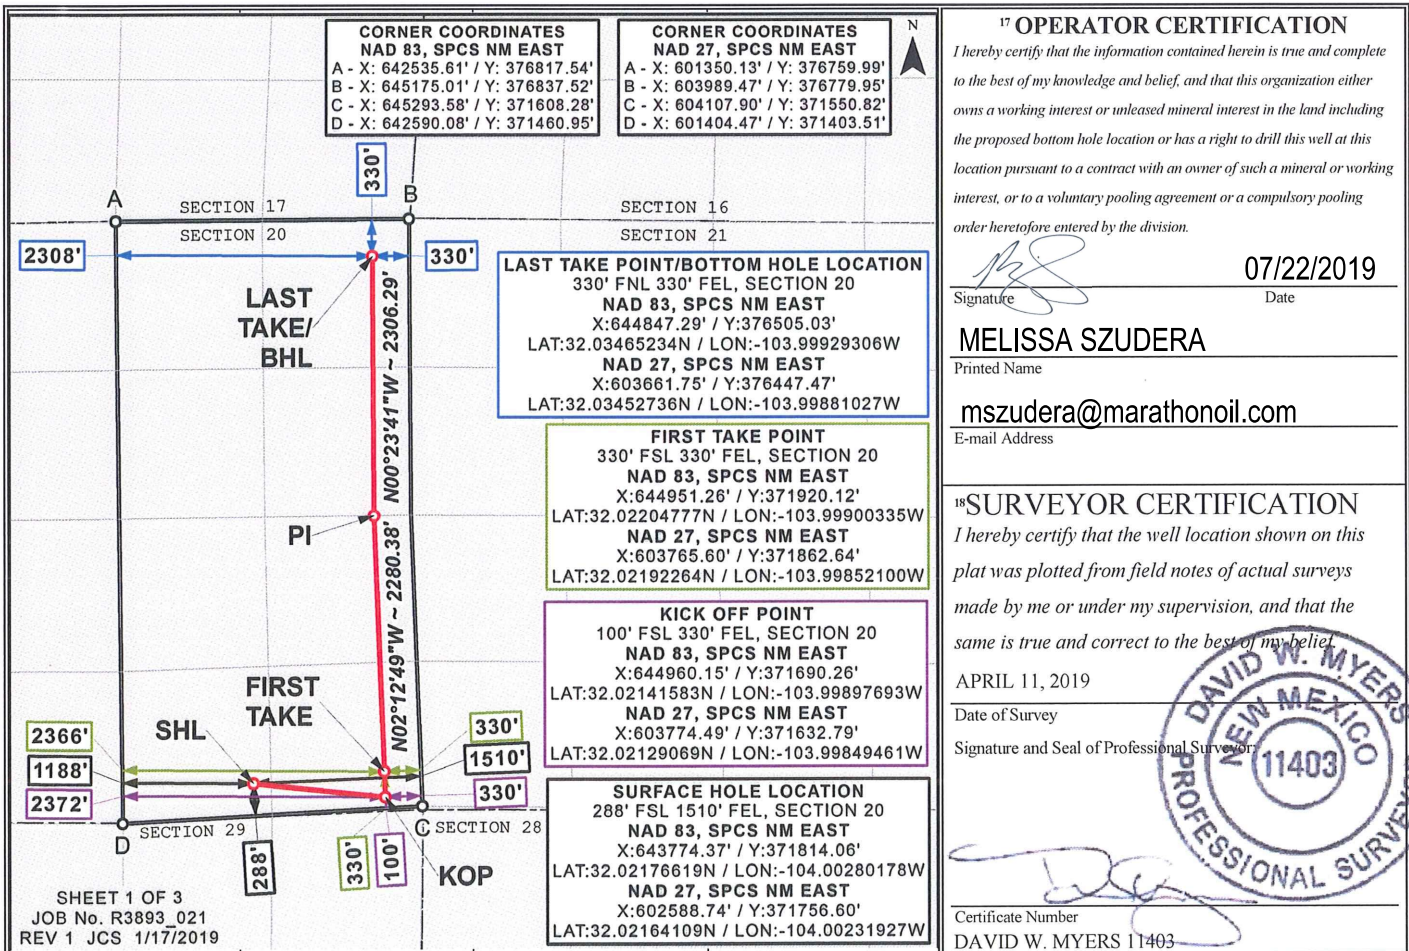 CORNER COORDINATES
NAD 83, SPCS NM EAST
A - X: 642535.61' / Y: 376817.54'
B - X: 645175.01' / Y: 376837.52'
C - X: 645293.58' / Y: 371608.28'
D - X: 642590.08' / Y: 371460.95'
CORNER COORDINATES
NAD 27, SPCS NM EAST
A - X: 601350.13' / Y: 376759.99'
B - X: 603989.47' / Y: 376779.95'
C - X: 604107.90' / Y: 371550.82'
D - X: 601404.47' / Y: 371403.51'
N
330'
A
B
SECTION 17
SECTION 16
SECTION 20
SECTION 21
2308'
330'
LAST
TAKE/
BHL
N00°23'41"W ~ 2306.29'
PI
N02°12'49"W ~ 2280.38'
FIRST
TAKE
SHL
2366'
1188'
2372'
330'
1510'
330'
D
SECTION 29
C
SECTION 28
288'
330'
100'
KOP
SHEET 1 OF 3
JOB No. R3893_021
REV 1 JCS 1/17/2019
LAST TAKE POINT/BOTTOM HOLE LOCATION
330' FNL 330' FEL, SECTION 20
NAD 83, SPCS NM EAST
X:644847.29' / Y:376505.03'
LAT:32.03465234N / LON:-103.99929306W
NAD 27, SPCS NM EAST
X:603661.75' / Y:376447.47'
LAT:32.03452736N / LON:-103.99881027W
FIRST TAKE POINT
330' FSL 330' FEL, SECTION 20
NAD 83, SPCS NM EAST
X:644951.26' / Y:371920.12'
LAT:32.02204777N / LON:-103.99900335W
NAD 27, SPCS NM EAST
X:603765.60' / Y:371862.64'
LAT:32.02192264N / LON:-103.99852100W
KICK OFF POINT
100' FSL 330' FEL, SECTION 20
NAD 83, SPCS NM EAST
X:644960.15' / Y:371690.26'
LAT:32.02141583N / LON:-103.99897693W
NAD 27, SPCS NM EAST
X:603774.49' / Y:371632.79'
LAT:32.02129069N / LON:-103.99849461W
SURFACE HOLE LOCATION
288' FSL 1510' FEL, SECTION 20
NAD 83, SPCS NM EAST
X:643774.37' / Y:371814.06'
LAT:32.02176619N / LON:-104.00280178W
NAD 27, SPCS NM EAST
X:602588.74' / Y:371756.60'
LAT:32.02164109N / LON:-104.00231927W
17 OPERATOR CERTIFICATION
I hereby certify that the information contained herein is true and complete
to the best of my knowledge and belief, and that this organization either
owns a working interest or unleased mineral interest in the land including
the proposed bottom hole location or has a right to drill this well at this
location pursuant to a contract with an owner of such a mineral or working
interest, or to a voluntary pooling agreement or a compulsory pooling
order heretofore entered by the division.
07/22/2019
Signature Date
MELISSA SZUDERA
Printed Name
mszudera@marathonoil.com
E-mail Address
18SURVEYOR CERTIFICATION
I hereby certify that the well location shown on this
plat was plotted from field notes of actual surveys
made by me or under my supervision, and that the
same is true and correct to the best of my belief.
APRIL 11, 2019
Date of Survey
Signature and Seal of Professional Surveyor:
DAVID W. MYERS
NEW MEXICO
11403
PROFESSIONAL SURVEYOR
Certificate Number
DAVID W. MYERS 11403